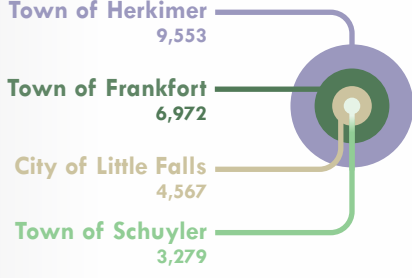 Town of Herkimer
9,553
Town of Frankfort
6,972
City of Little Falls
4,567
Town of Schuyler
3,279